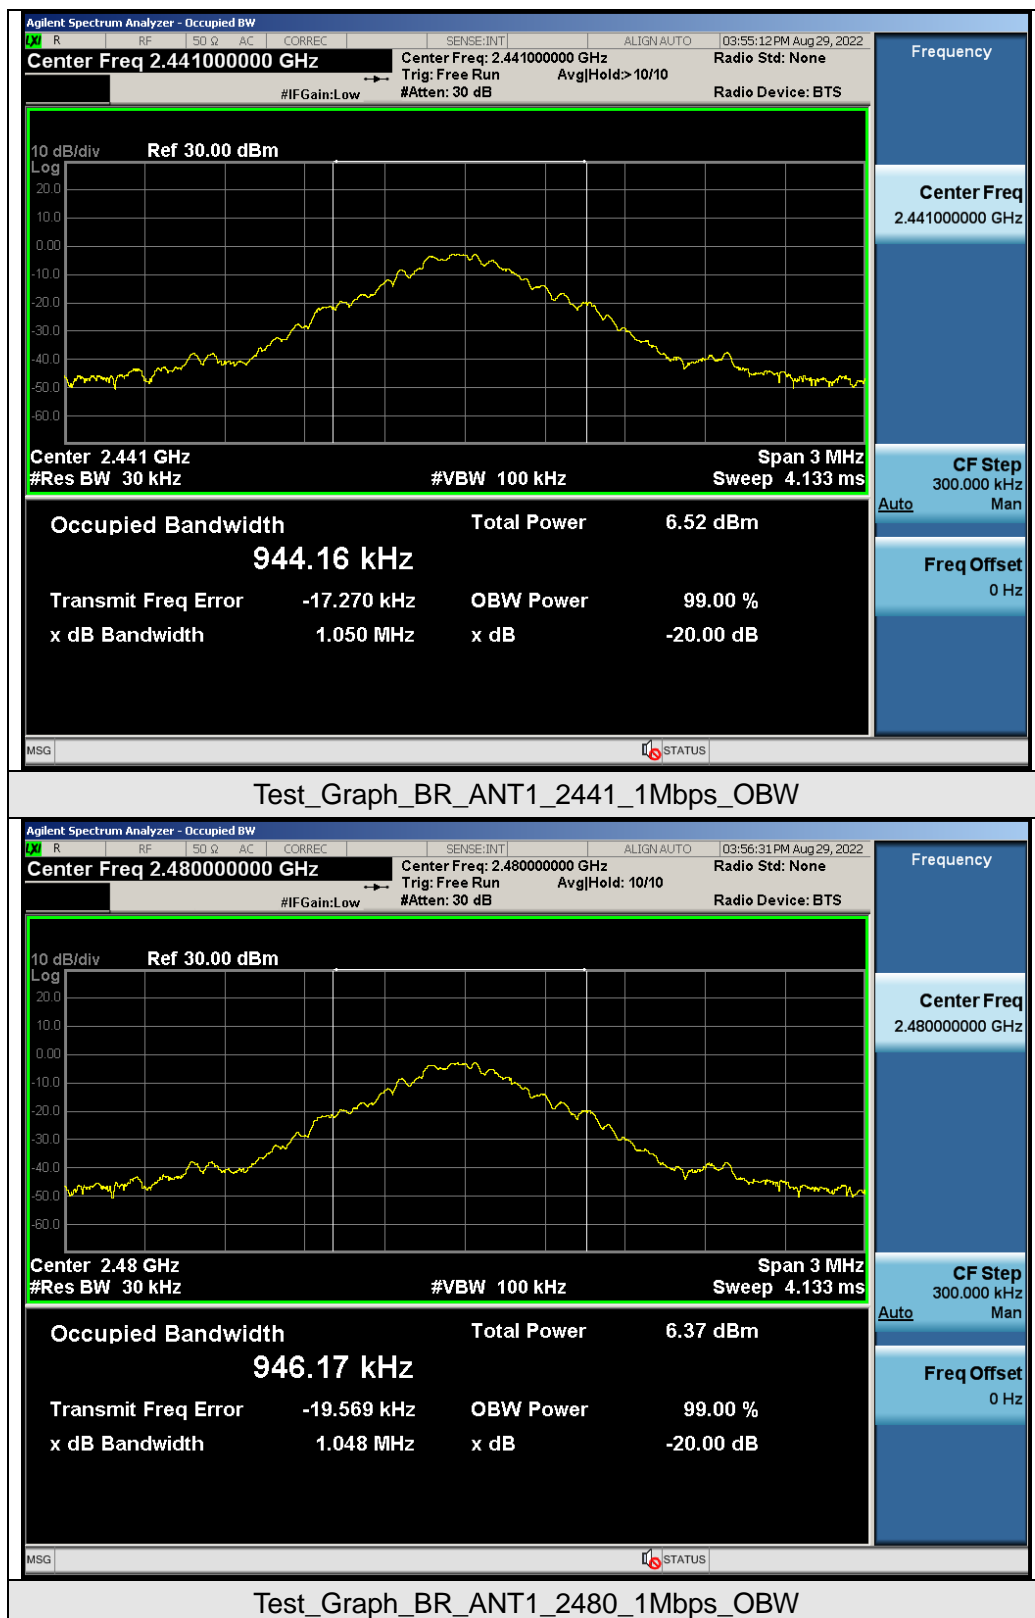 Agilent Spectrum Analyzer - Occupied BW
LXI R RF 50 Ω AC CORREC SENSE:INT ALIGN AUTO 03:55:12 PM Aug 29, 2022
Center Freq 2.441000000 GHz
Center Freq: 2.441000000 GHz
Radio Std: None
Trig: Free Run Avg|Hold:> 10/10
#IFGain:Low
#Atten: 30 dB
Radio Device: BTS
Frequency
10 dB/div Ref 30.00 dBm
Log
20.0
10.0
0.00
-10.0
-20.0
-30.0
-40.0
-50.0
-60.0
Center Freq
2.441000000 GHz
Center 2.441 GHz Span 3 MHz
#Res BW 30 kHz #VBW 100 kHz Sweep 4.133 ms
CF Step
300.000 kHz
Auto Man
Occupied Bandwidth Total Power 6.52 dBm
944.16 kHz
Transmit Freq Error -17.270 kHz OBW Power 99.00 %
x dB Bandwidth 1.050 MHz x dB -20.00 dB
Freq Offset
0 Hz
MSG STATUS
Test_Graph_BR_ANT1_2441_1Mbps_OBW
Agilent Spectrum Analyzer - Occupied BW
LXI R RF 50 Ω AC CORREC SENSE:INT ALIGN AUTO 03:56:31 PM Aug 29, 2022
Center Freq 2.480000000 GHz
Center Freq: 2.480000000 GHz
Radio Std: None
Trig: Free Run Avg|Hold: 10/10
#IFGain:Low
#Atten: 30 dB
Radio Device: BTS
Frequency
10 dB/div Ref 30.00 dBm
Log
20.0
10.0
0.00
-10.0
-20.0
-30.0
-40.0
-50.0
-60.0
Center Freq
2.480000000 GHz
Center 2.48 GHz Span 3 MHz
#Res BW 30 kHz #VBW 100 kHz Sweep 4.133 ms
CF Step
300.000 kHz
Auto Man
Occupied Bandwidth Total Power 6.37 dBm
946.17 kHz
Transmit Freq Error -19.569 kHz OBW Power 99.00 %
x dB Bandwidth 1.048 MHz x dB -20.00 dB
Freq Offset
0 Hz
MSG STATUS
Test_Graph_BR_ANT1_2480_1Mbps_OBW